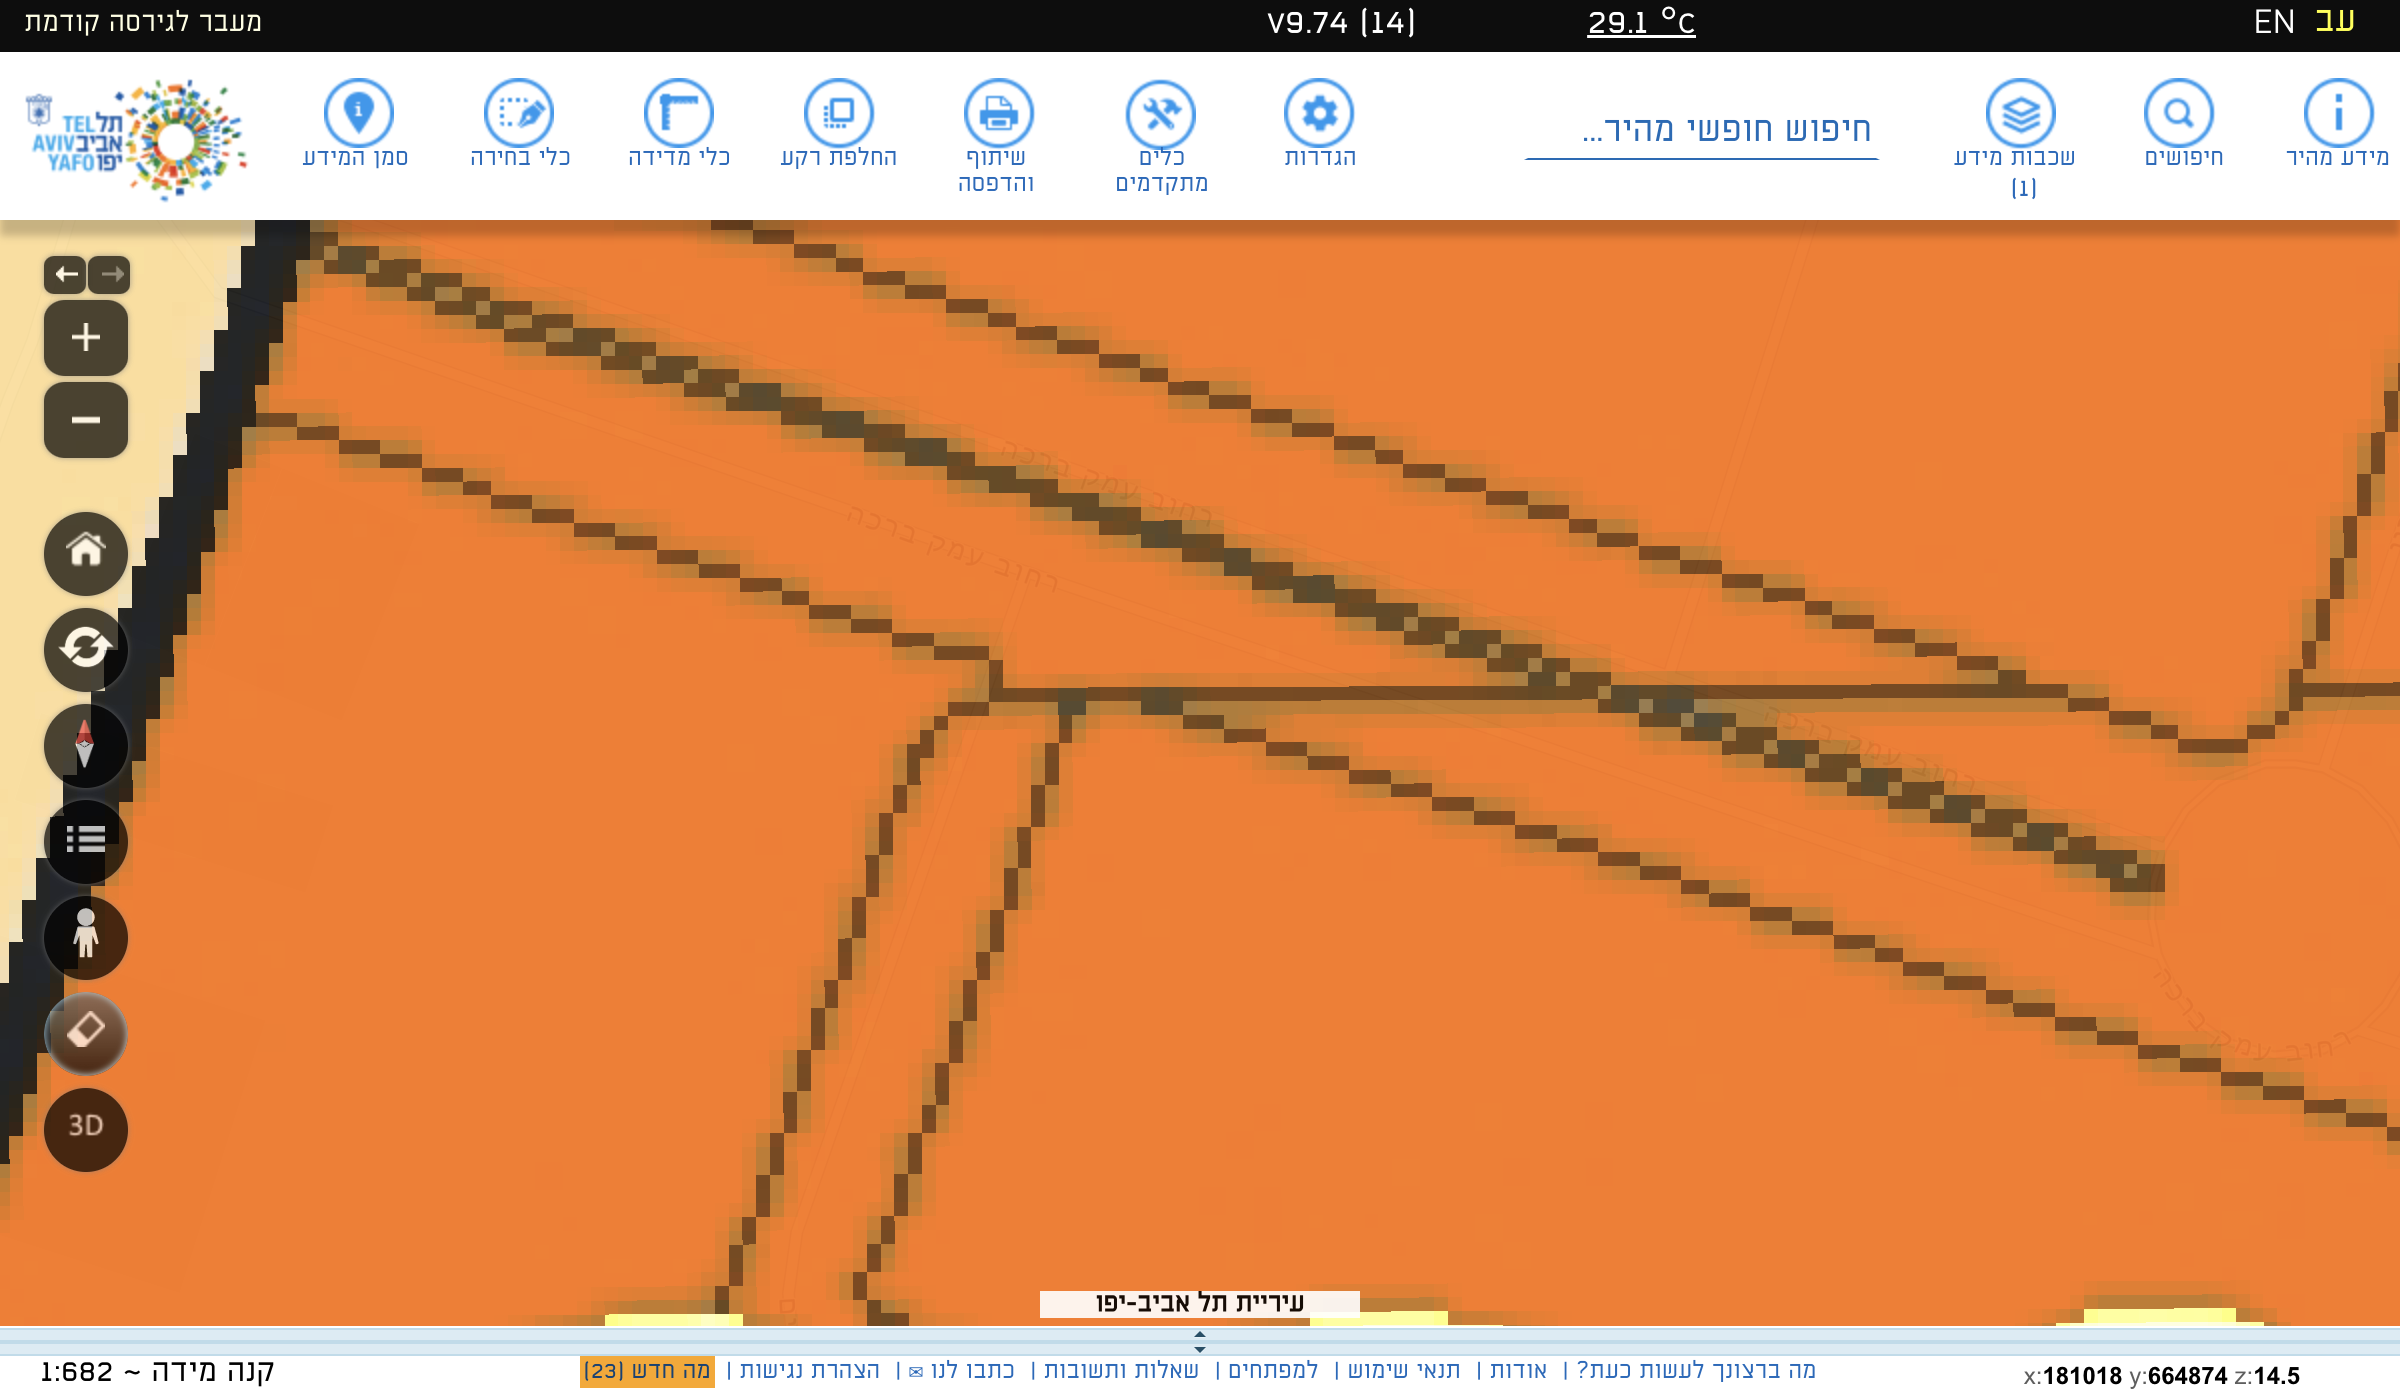 עב EN
29.1 °C
V9.74 (14)
מעבר לגירסה קודמת
מידע מהיר
חיפושים
שכבות מידע
(1)
חיפוש חופשי מהיר...
הגדרות
כלים
מתקדמים
שיתוף
והדפסה
החלפת רקע
כלי מדידה
כלי בחירה
סמן המידע
תל
אביב
יפו
TEL
AVIV
YAFO
רחוב עמק ברכה
רחוב עמק ברכה
רחוב עמק ברכה
רחוב עמק ברכה
3D
עיריית תל אביב-יפו
x:181018 y:664874 z:14.5
מה ברצונך לעשות כעת? | אודות | תנאי שימוש | למפתחים | שאלות ותשובות | כתבו לנו ✉ | הצהרת נגישות | מה חדש (23)
קנה מידה ~ 1:682